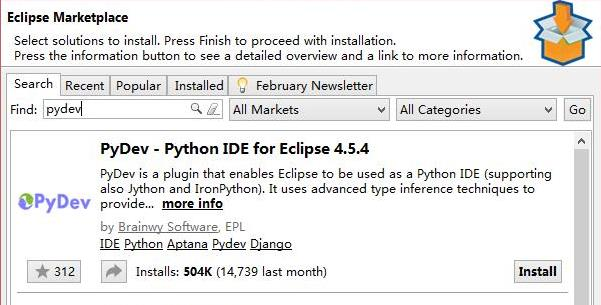 Eclipse Marketplace
Select solutions to install. Press Finish to proceed with installation.
Press the information button to see a detailed overview and a link to more information.
Search Recent Popular Installed February Newsletter
Find: pydev All Markets All Categories Go
PyDev - Python IDE for Eclipse 4.5.4
PyDev is a plugin that enables Eclipse to be used as a Python IDE (supporting
also Jython and IronPython). It uses advanced type inference techniques to
provide... more info
PyDev
by Brainwy Software, EPL
IDE Python Aptana Pydev Django
312 Installs: 504K (14,739 last month) Install